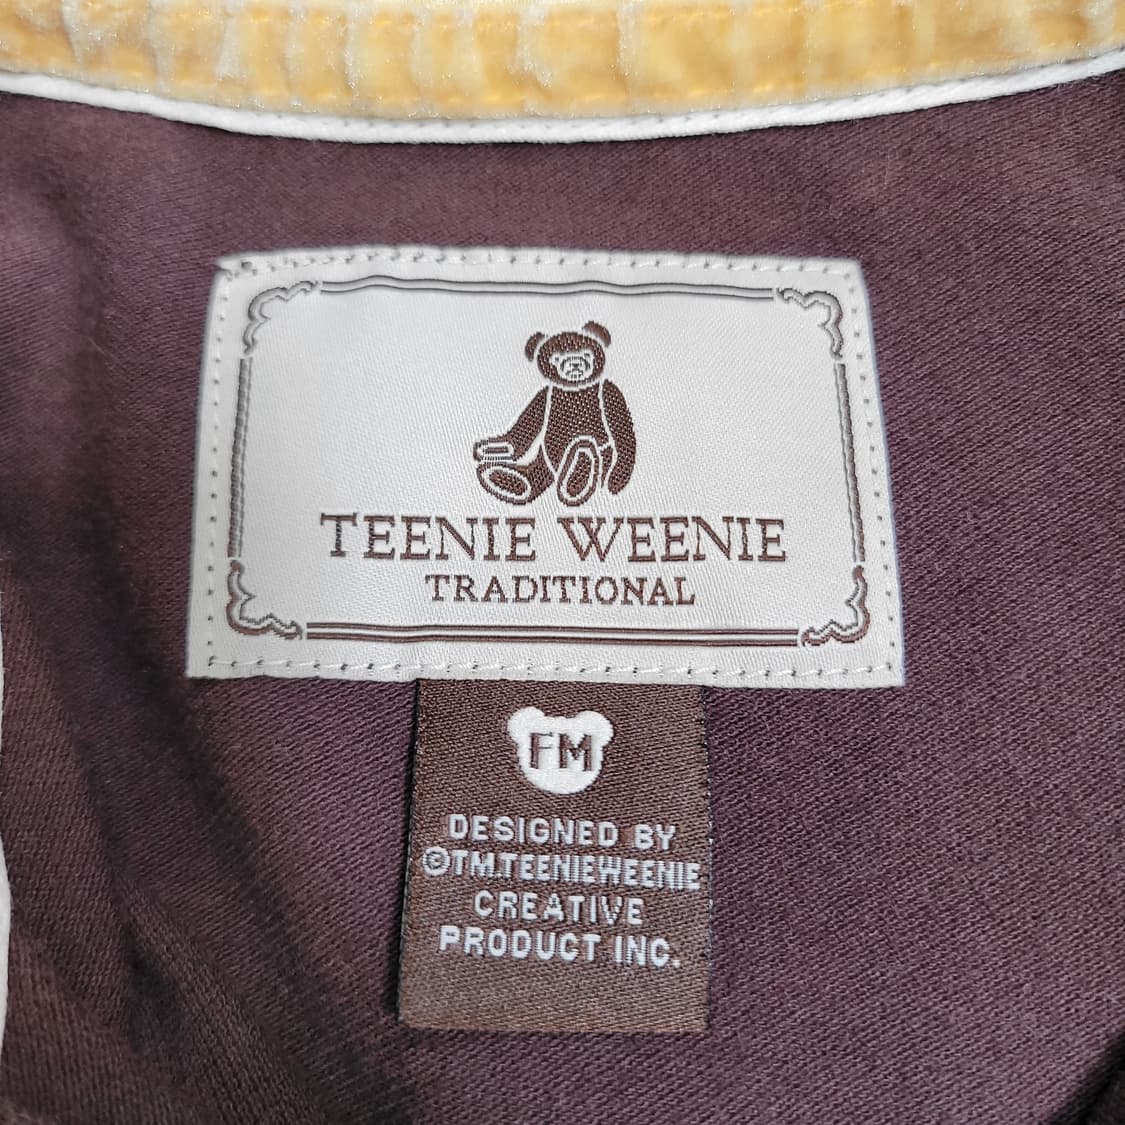 TEENIE WEENIE
TRADITIONAL
FM
DESIGNED BY
©TM.TEENIEWEENIE
CREATIVE
PRODUCT INC.